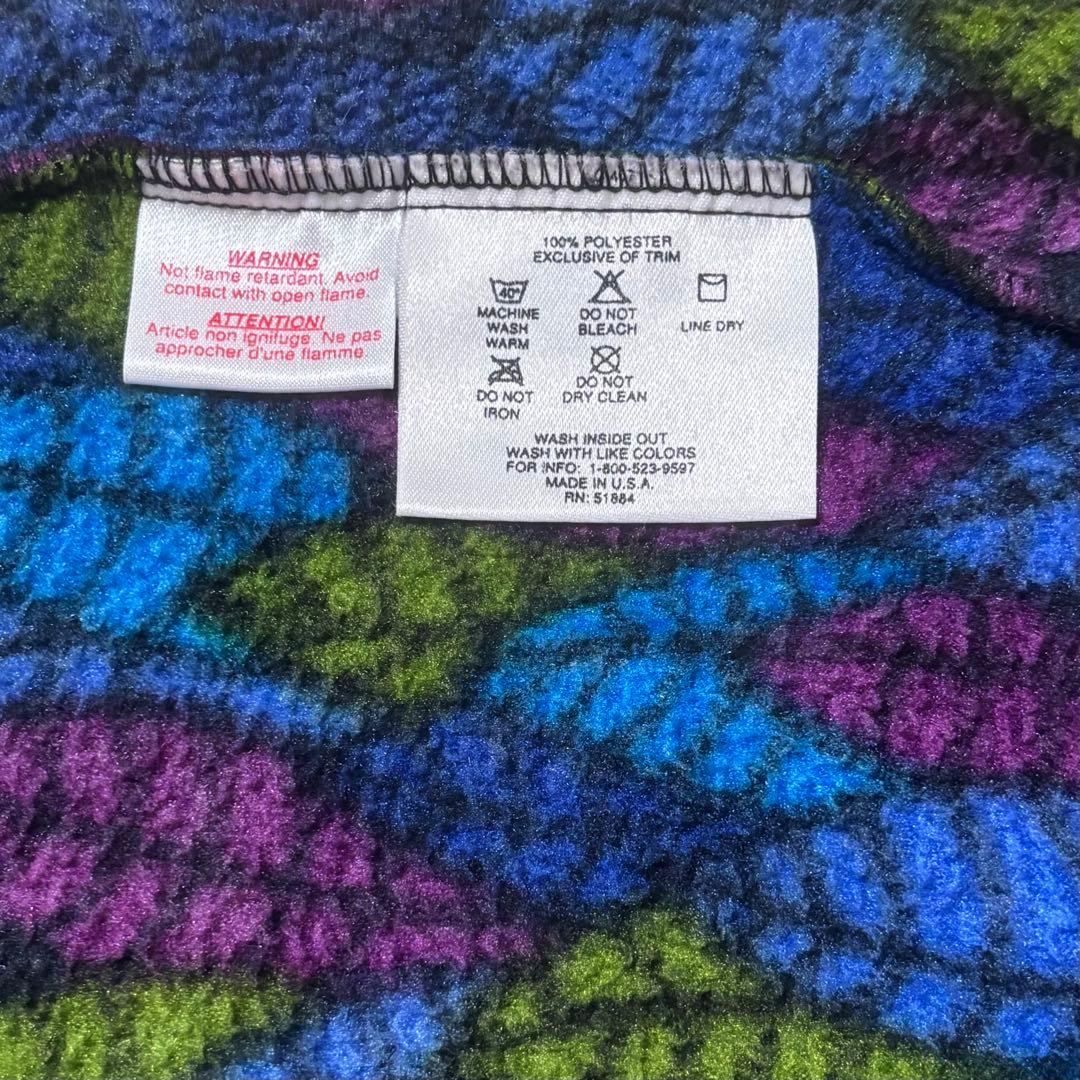 WARNING
Not flame retardant. Avoid
contact with open flame.
ATTENTION!
Article non ignifuge. Ne pas
approcher d'une flamme
100% POLYESTER
EXCLUSIVE OF TRIM
40°
MACHINE
WASH
WARM
DO NOT
BLEACH
LINE DRY
DO NOT
IRON
DO NOT
DRY CLEAN
WASH INSIDE OUT
WASH WITH LIKE COLORS
FOR INFO: 1-800-523-9597
MADE IN U.S.A.
RN: 51884